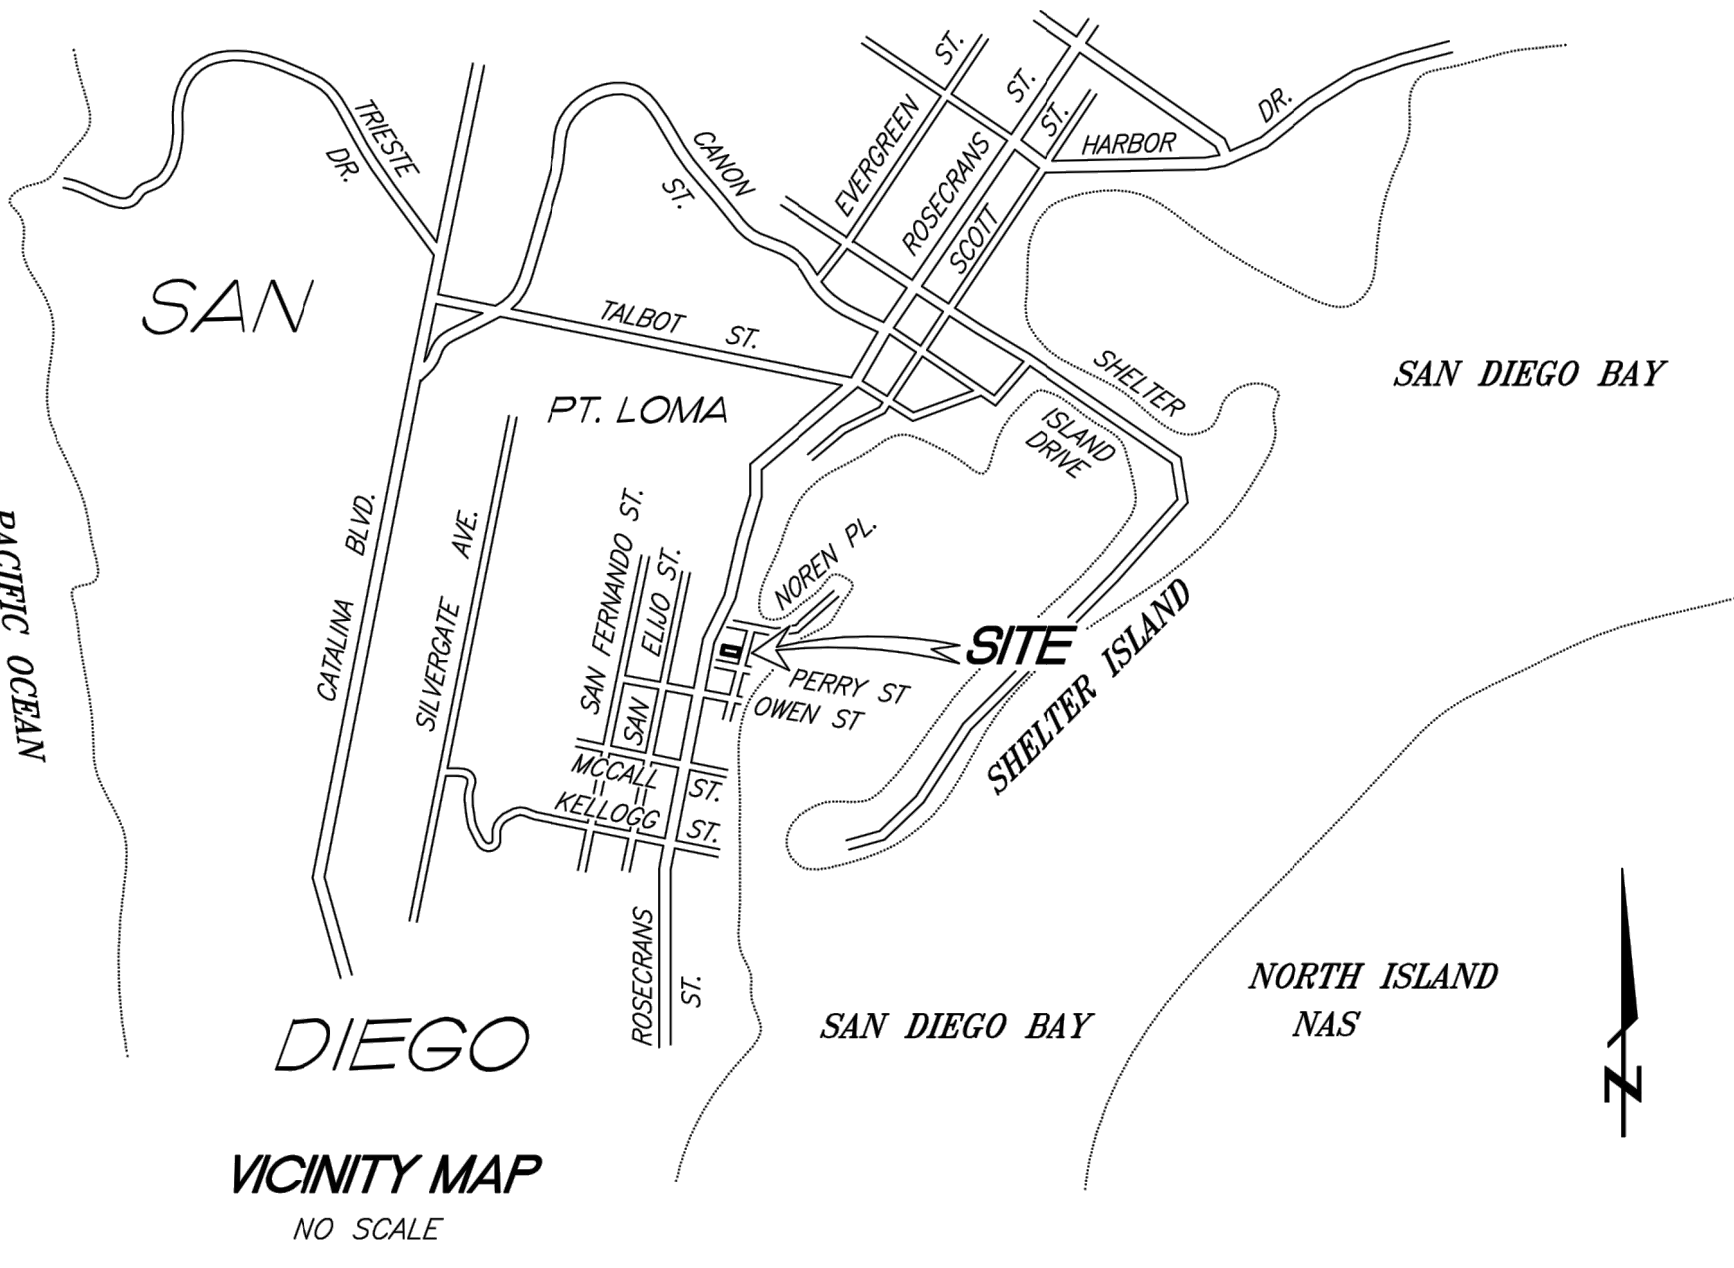 TRIESTE
DR.
CANON
ST.
EVERGREEN ST.
ROSECRANS ST.
SCOTT ST.
HARBOR DR.
SAN
TALBOT ST.
PT. LOMA
SHELTER
ISLAND
DRIVE
SAN DIEGO BAY
PACIFIC OCEAN
CATALINA BLVD.
SILVERGATE AVE.
SAN FERNANDO ST.
SAN ELIJO ST.
NOREN PL.
SITE
PERRY ST
OWEN ST
SHELTER ISLAND
MCCALL ST.
KELLOGG ST.
ROSECRANS
ST.
NORTH ISLAND
NAS
SAN DIEGO BAY
DIEGO
N
VICINITY MAP
NO SCALE